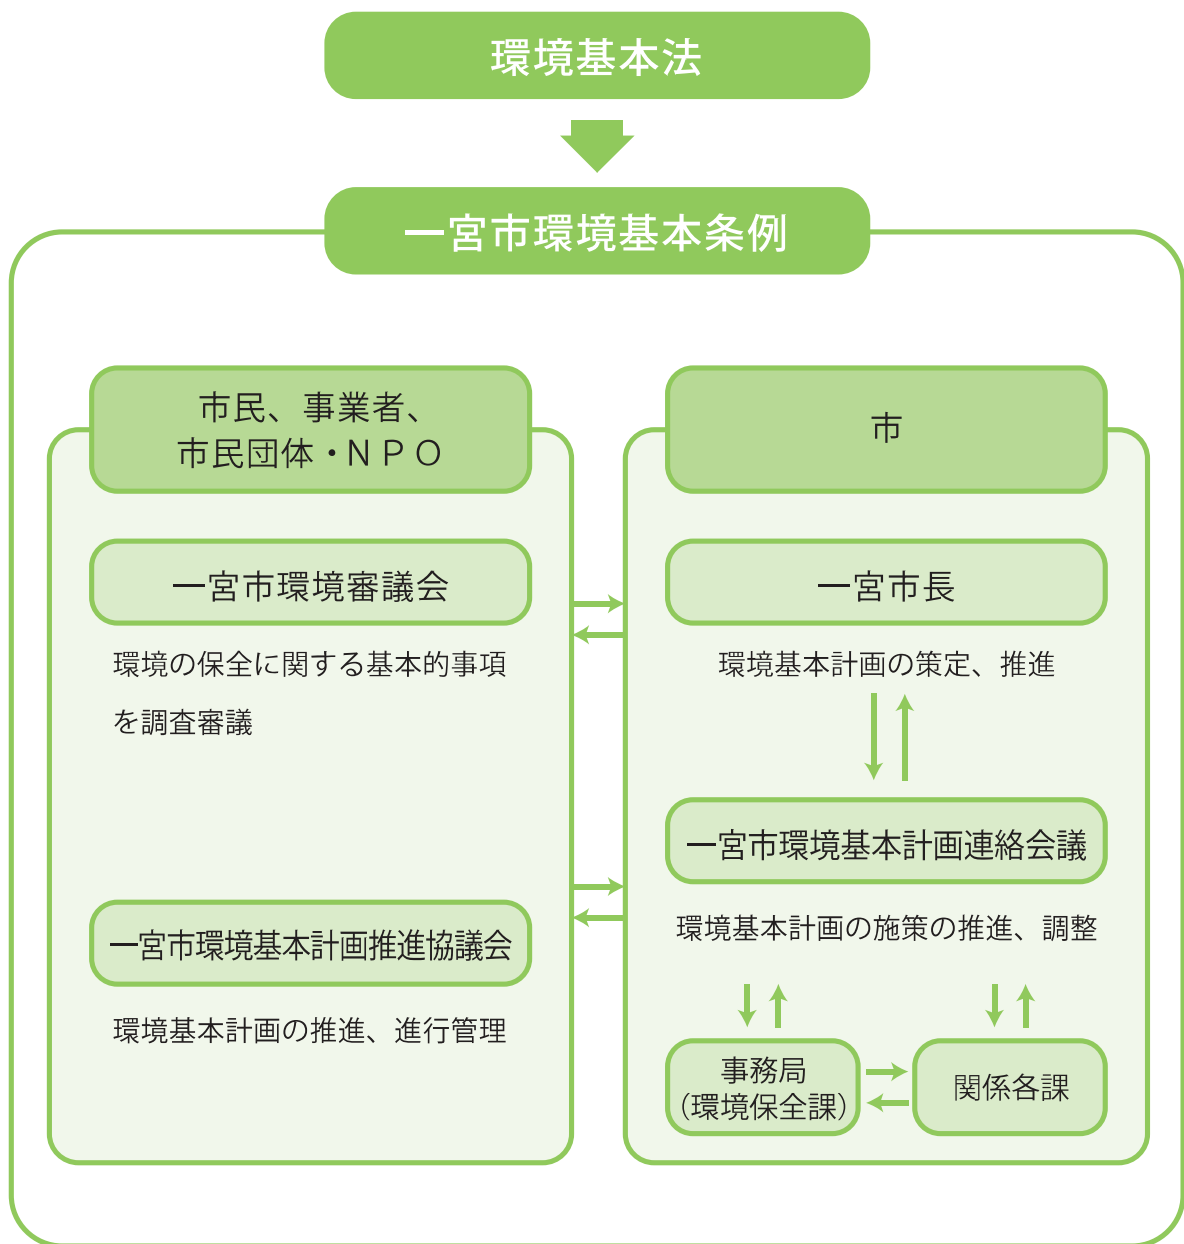 環境基本法
一宮市環境基本条例
市民、事業者、
市民団体・ＮＰＯ
一宮市環境審議会
環境の保全に関する基本的事項
を調査審議
一宮市環境基本計画推進協議会
環境基本計画の推進、進行管理
市
一宮市長
環境基本計画の策定、推進
一宮市環境基本計画連絡会議
環境基本計画の施策の推進、調整
事務局
（環境保全課）
関係各課